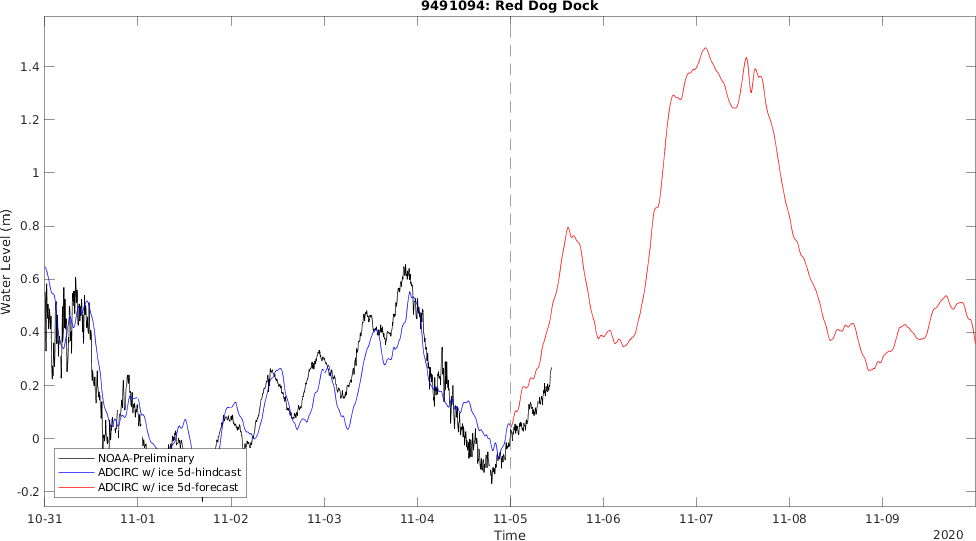 9491094: Red Dog Dock
1.4
1.2
1
0.8
0.6
0.4
0.2
0
-0.2
Water Level (m)
NOAA-Preliminary
ADCIRC w/ ice 5d-hindcast
ADCIRC w/ ice 5d-forecast
10-31 11-01 11-02 11-03 11-04 11-05 11-06 11-07 11-08 11-09
Time
2020